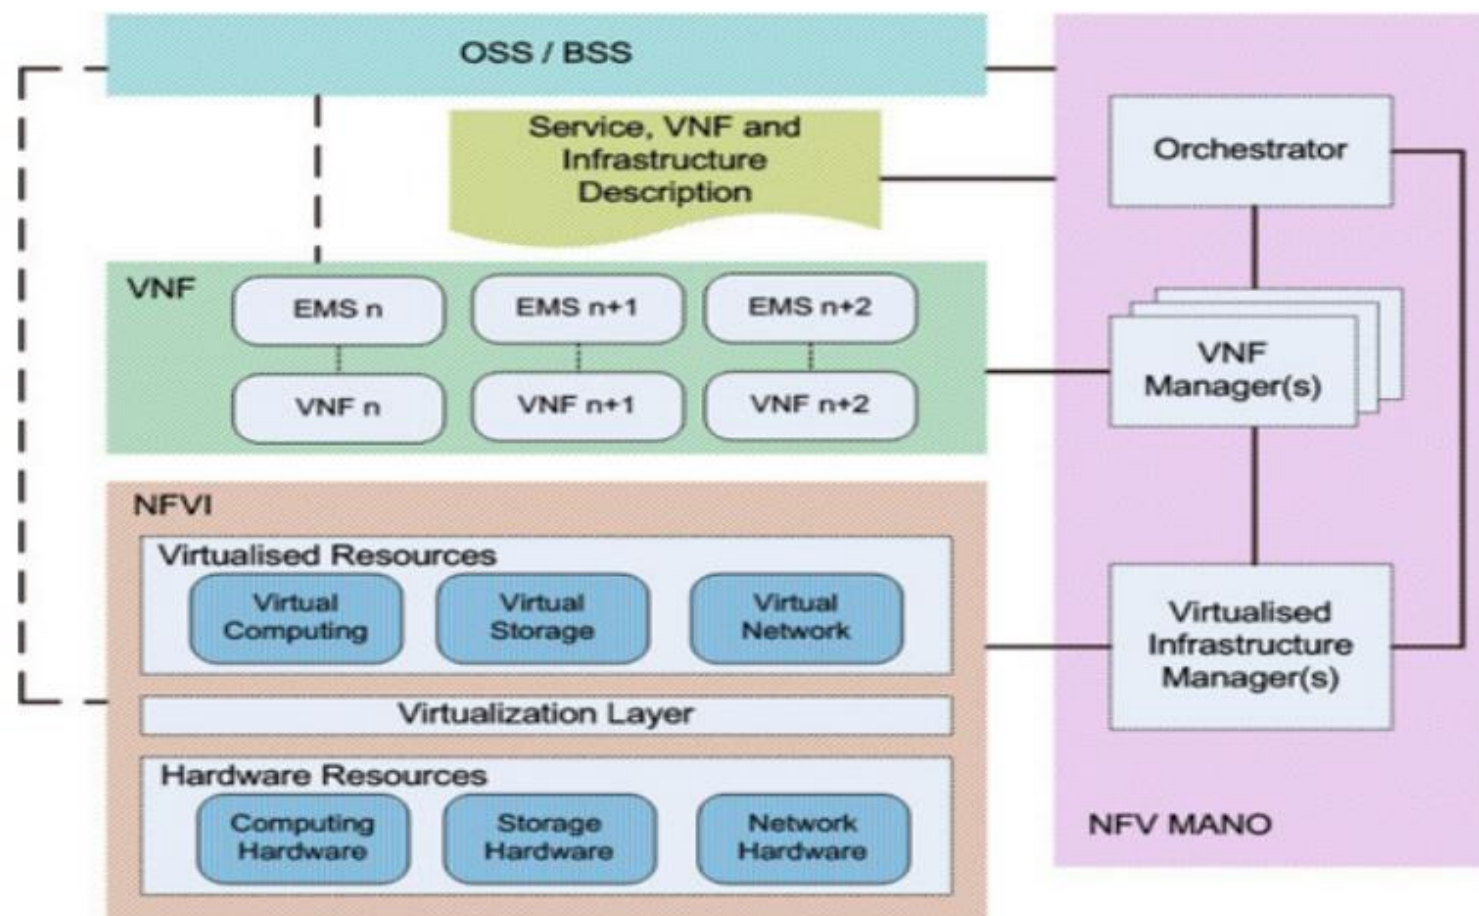 OSS / BSS
Service, VNF and
Infrastructure
Description
Orchestrator
VNF
EMS n
EMS n+1
EMS n+2
VNF n
VNF n+1
VNF n+2
VNF
Manager(s)
NFVI
Virtualised Resources
Virtual
Computing
Virtual
Storage
Virtual
Network
Virtualization Layer
Hardware Resources
Computing
Hardware
Storage
Hardware
Network
Hardware
Virtualised
Infrastructure
Manager(s)
NFV MANO